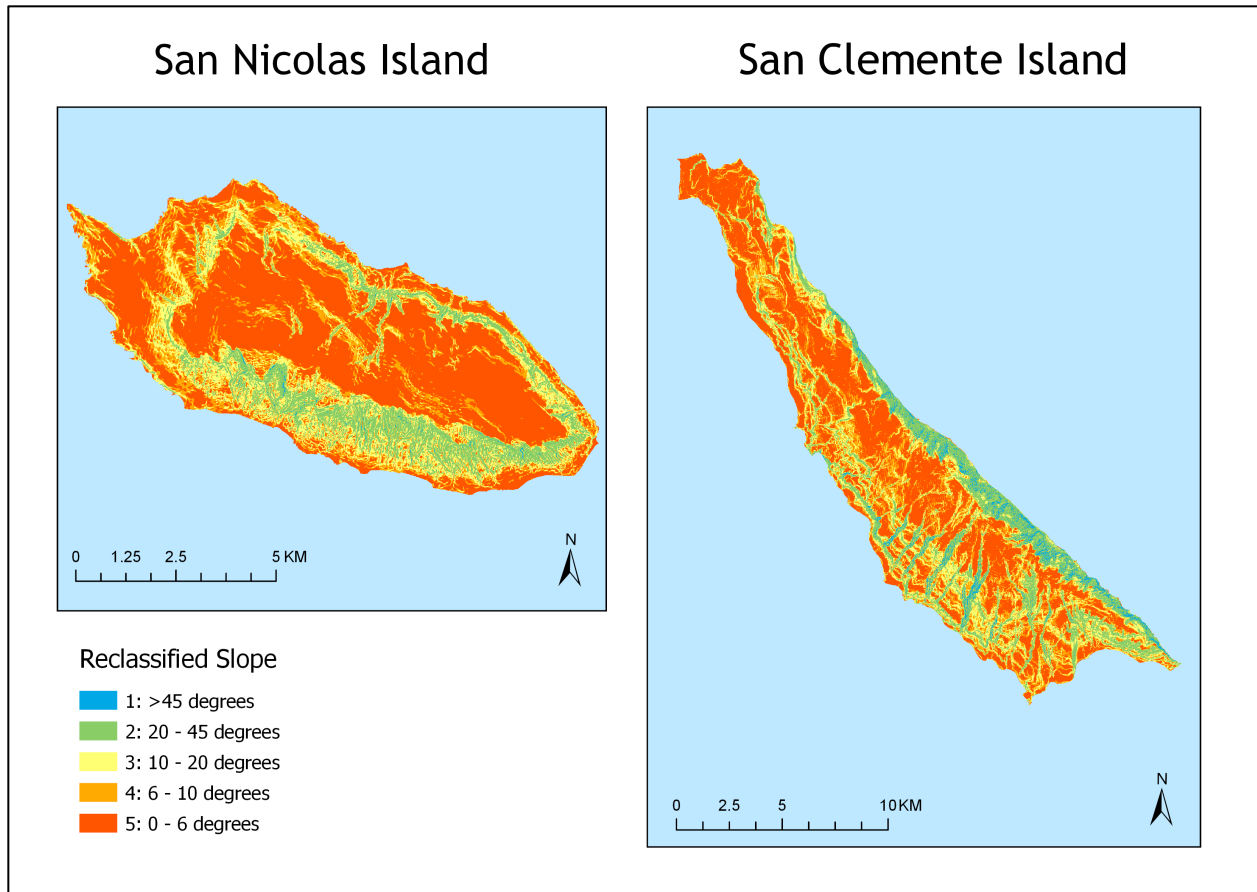 San Nicolas Island
San Clemente Island
N
0 1.25 2.5 5 KM
Reclassified Slope
1: >45 degrees
2: 20 - 45 degrees
3: 10 - 20 degrees
4: 6 - 10 degrees
5: 0 - 6 degrees
N
0 2.5 5 10 KM